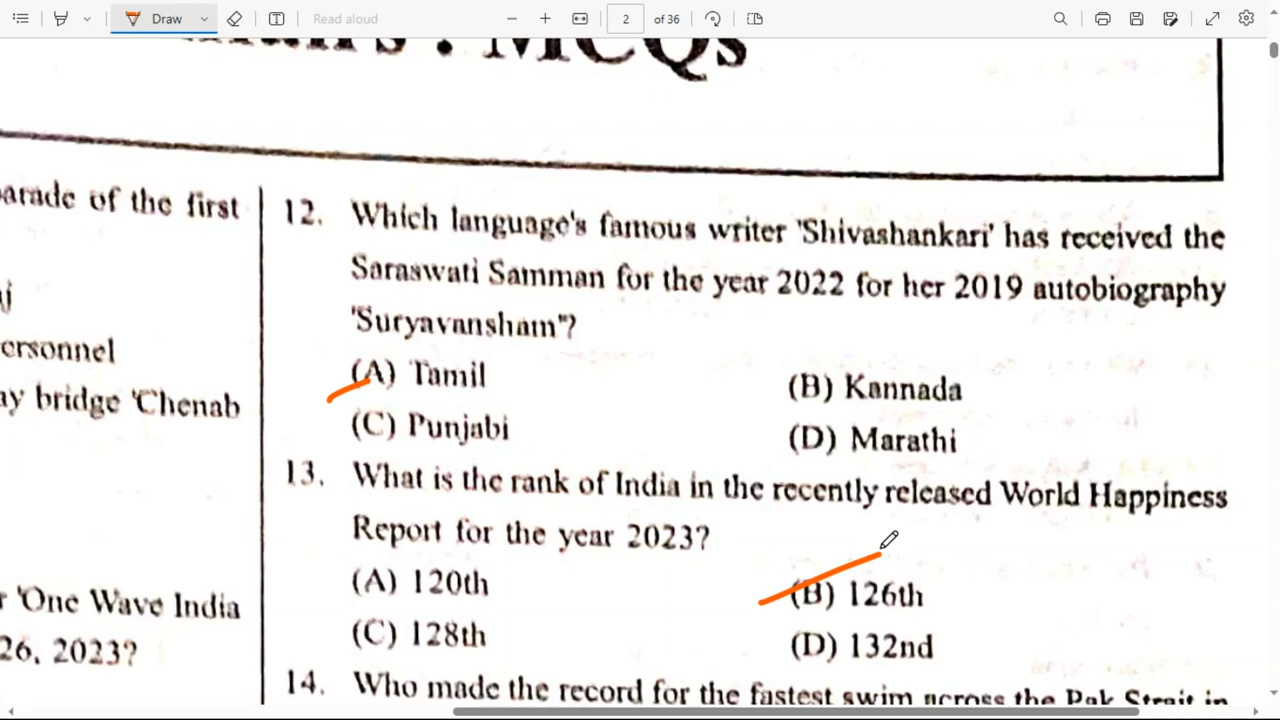 Draw
Read aloud
2
of 36
MCQs
parade of the first
ersonnel
ay bridge 'Chenab
'One Wave India
26, 2023?
12. Which language's famous writer 'Shivashankari' has received the
Saraswati Samman for the year 2022 for her 2019 autobiography
'Suryavansham"?
(A) Tamil
(B) Kannada
(C) Punjabi
(D) Marathi
13. What is the rank of India in the recently released World Happiness
Report for the year 2023?
(A) 120th
(B) 126th
(C) 128th
(D) 132nd
14. Who made the record for the fastest swim across the Pak Strait in